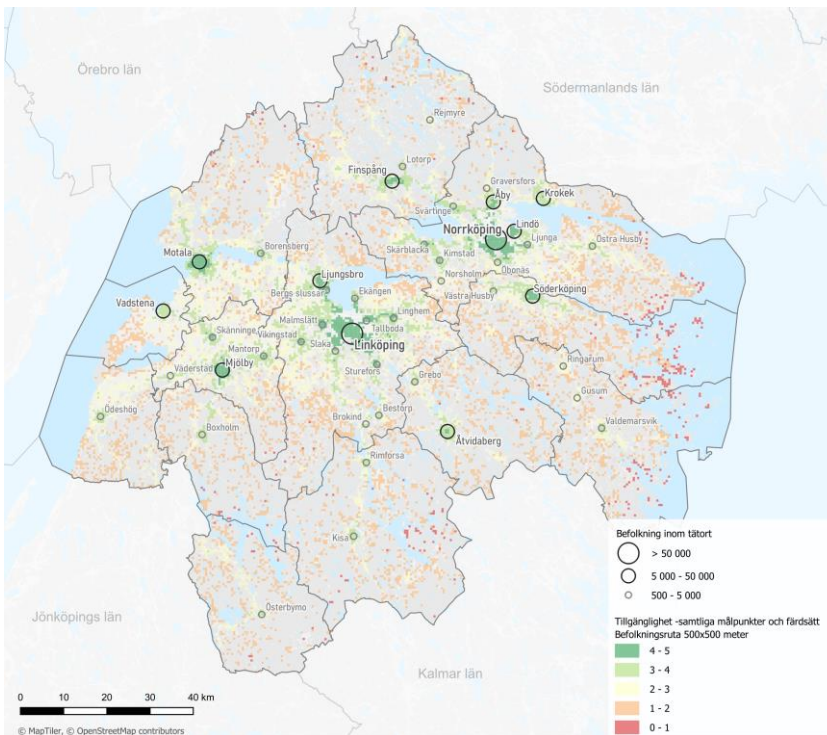 Örebro län
Södermanlands län
Rejmyre
Lotorp
Finspång
Graversfors
Åby
Krokek
Svärtinge
Lindö
Norrköping
Motala
Borensberg
Skärblacka
Ljunga
Östra Husby
Kimstad
Öbonäs
Ljungsbro
Norsholm
Bergs slussar
Ekängen
Västra Husby
Söderköping
Vadstena
Linghem
Malmslätt
Tallboda
Skänninge
Vikingstad
Slaka
Linköping
Mantorp
Väderstad
Mjölby
Sturefors
Ringarum
Grebo
Gusum
Ödeshög
Bestorp
Brokind
Valdemarsvik
Boxholm
Åtvidaberg
Rimforsa
Kisa
Österbymo
Jönköpings län
Kalmar län
Befolkning inom tätort
> 50 000
5 000 - 50 000
500 - 5 000
Tillgänglighet -samtliga målpunkter och färdsätt
Befolkningsruta 500x500 meter
4 - 5
3 - 4
2 - 3
1 - 2
0 - 1
0 10 20 30 40 km
© MapTiler, © OpenStreetMap contributors